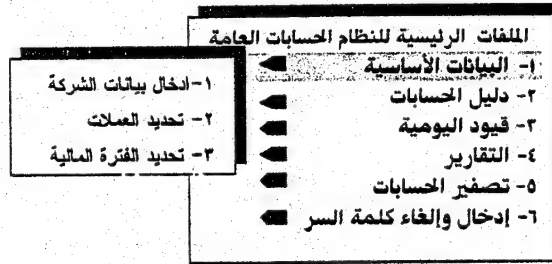 الملفات الرئيسية للنظام الحسابات العامة
١- البيانات الأساسية
٢- دليل الحسابات
٣- قيود اليومية
٤- التقارير
٥- تصفير الحسابات
٦- إدخال وإلغاء كلمة السر
١-ادخال بيانات الشركة
٢- تحديد العملات
٣- تحديد الفترة المالية